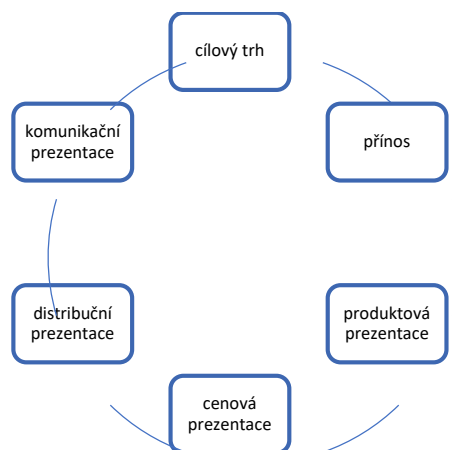 cílový trh
přínos
produktová
prezentace
cenová
prezentace
distribuční
prezentace
komunikační
prezentace